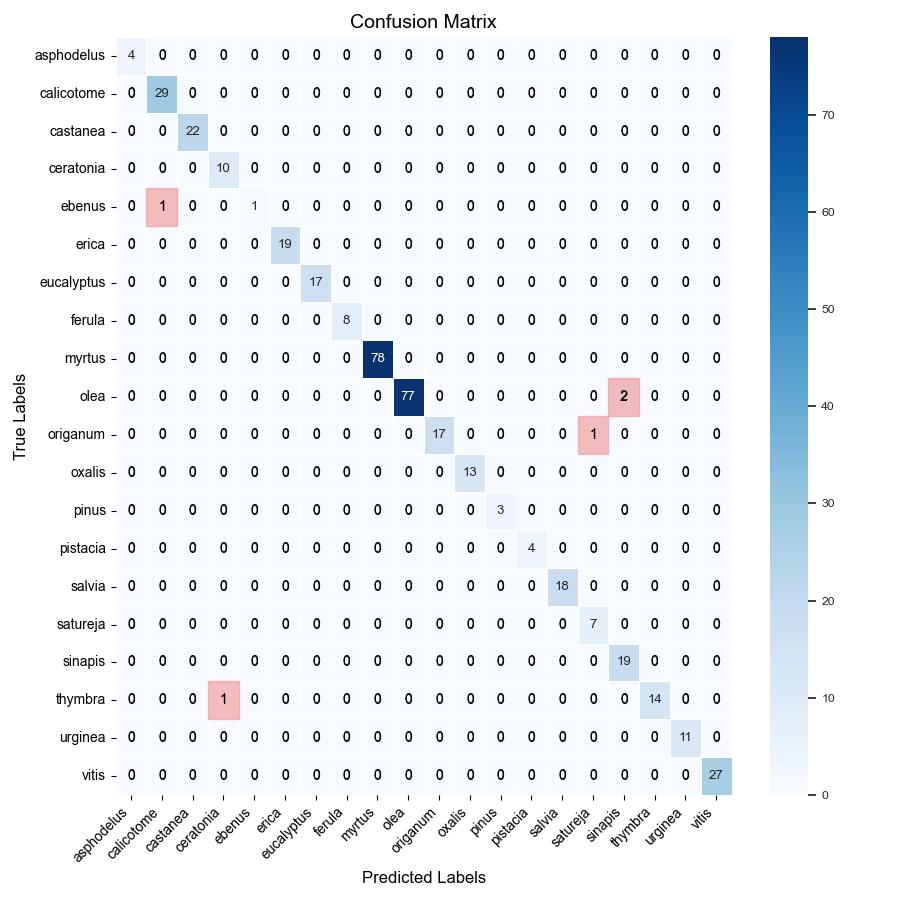 Confusion Matrix
asphodelus 4 0 0 0 0 0 0 0 0 0 0 0 0 0 0 0 0 0 0 0
calicotome 0 29 0 0 0 0 0 0 0 0 0 0 0 0 0 0 0 0 0 0
castanea 0 0 22 0 0 0 0 0 0 0 0 0 0 0 0 0 0 0 0 0
ceratonia 0 0 0 10 0 0 0 0 0 0 0 0 0 0 0 0 0 0 0 0
ebenus 0 1 0 0 1 0 0 0 0 0 0 0 0 0 0 0 0 0 0 0
erica 0 0 0 0 0 19 0 0 0 0 0 0 0 0 0 0 0 0 0 0
eucalyptus 0 0 0 0 0 0 17 0 0 0 0 0 0 0 0 0 0 0 0 0
ferula 0 0 0 0 0 0 0 8 0 0 0 0 0 0 0 0 0 0 0 0
myrtus 0 0 0 0 0 0 0 0 78 0 0 0 0 0 0 0 0 0 0 0
olea 0 0 0 0 0 0 0 0 0 77 0 0 0 0 0 0 2 0 0 0
origanum 0 0 0 0 0 0 0 0 0 0 17 0 0 0 0 1 0 0 0 0
oxalis 0 0 0 0 0 0 0 0 0 0 0 13 0 0 0 0 0 0 0 0
pinus 0 0 0 0 0 0 0 0 0 0 0 0 3 0 0 0 0 0 0 0
pistacia 0 0 0 0 0 0 0 0 0 0 0 0 0 4 0 0 0 0 0 0
salvia 0 0 0 0 0 0 0 0 0 0 0 0 0 0 18 0 0 0 0 0
satureja 0 0 0 0 0 0 0 0 0 0 0 0 0 0 0 7 0 0 0 0
sinapis 0 0 0 0 0 0 0 0 0 0 0 0 0 0 0 0 19 0 0 0
thymbra 0 0 0 1 0 0 0 0 0 0 0 0 0 0 0 0 0 14 0 0
urginea 0 0 0 0 0 0 0 0 0 0 0 0 0 0 0 0 0 0 11 0
vitis 0 0 0 0 0 0 0 0 0 0 0 0 0 0 0 0 0 0 0 27
True Labels
asphodelus calicotome castanea ceratonia ebenus erica eucalyptus ferula myrtus olea origanum oxalis pinus pistacia salvia satureja sinapis thymbra urginea vitis
Predicted Labels
70
60
50
40
30
20
10
0